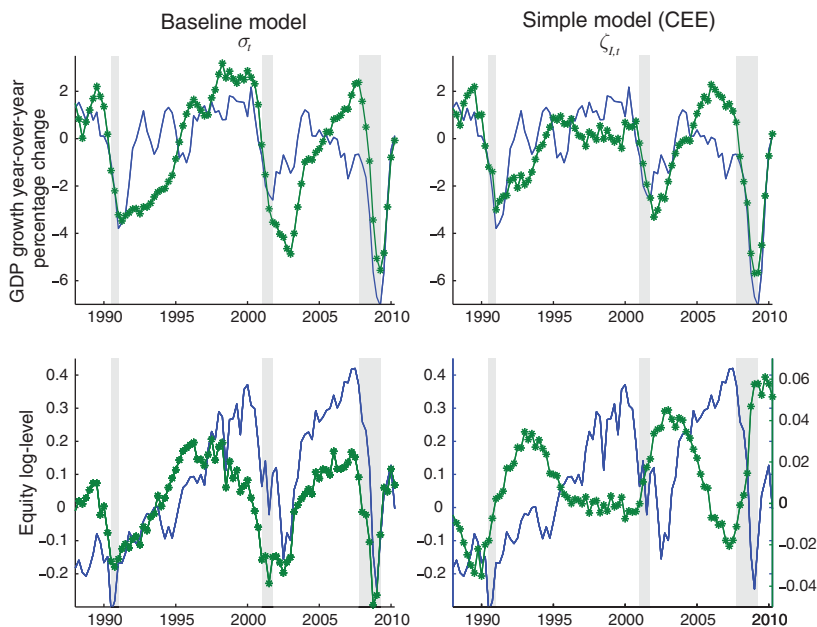 Baseline model
σt
Simple model (CEE)
ζI,t
GDP growth year-over-year
percentage change
2
0
−2
−4
−6
1990 1995 2000 2005 2010
2
0
−2
−4
−6
1990 1995 2000 2005 2010
Equity log-level
0.4
0.3
0.2
0.1
0
−0.1
−0.2
1990 1995 2000 2005 2010
0.4
0.3
0.2
0.1
0
−0.1
−0.2
0.06
0.04
0.02
0
−0.02
−0.04
1990 1995 2000 2005 2010